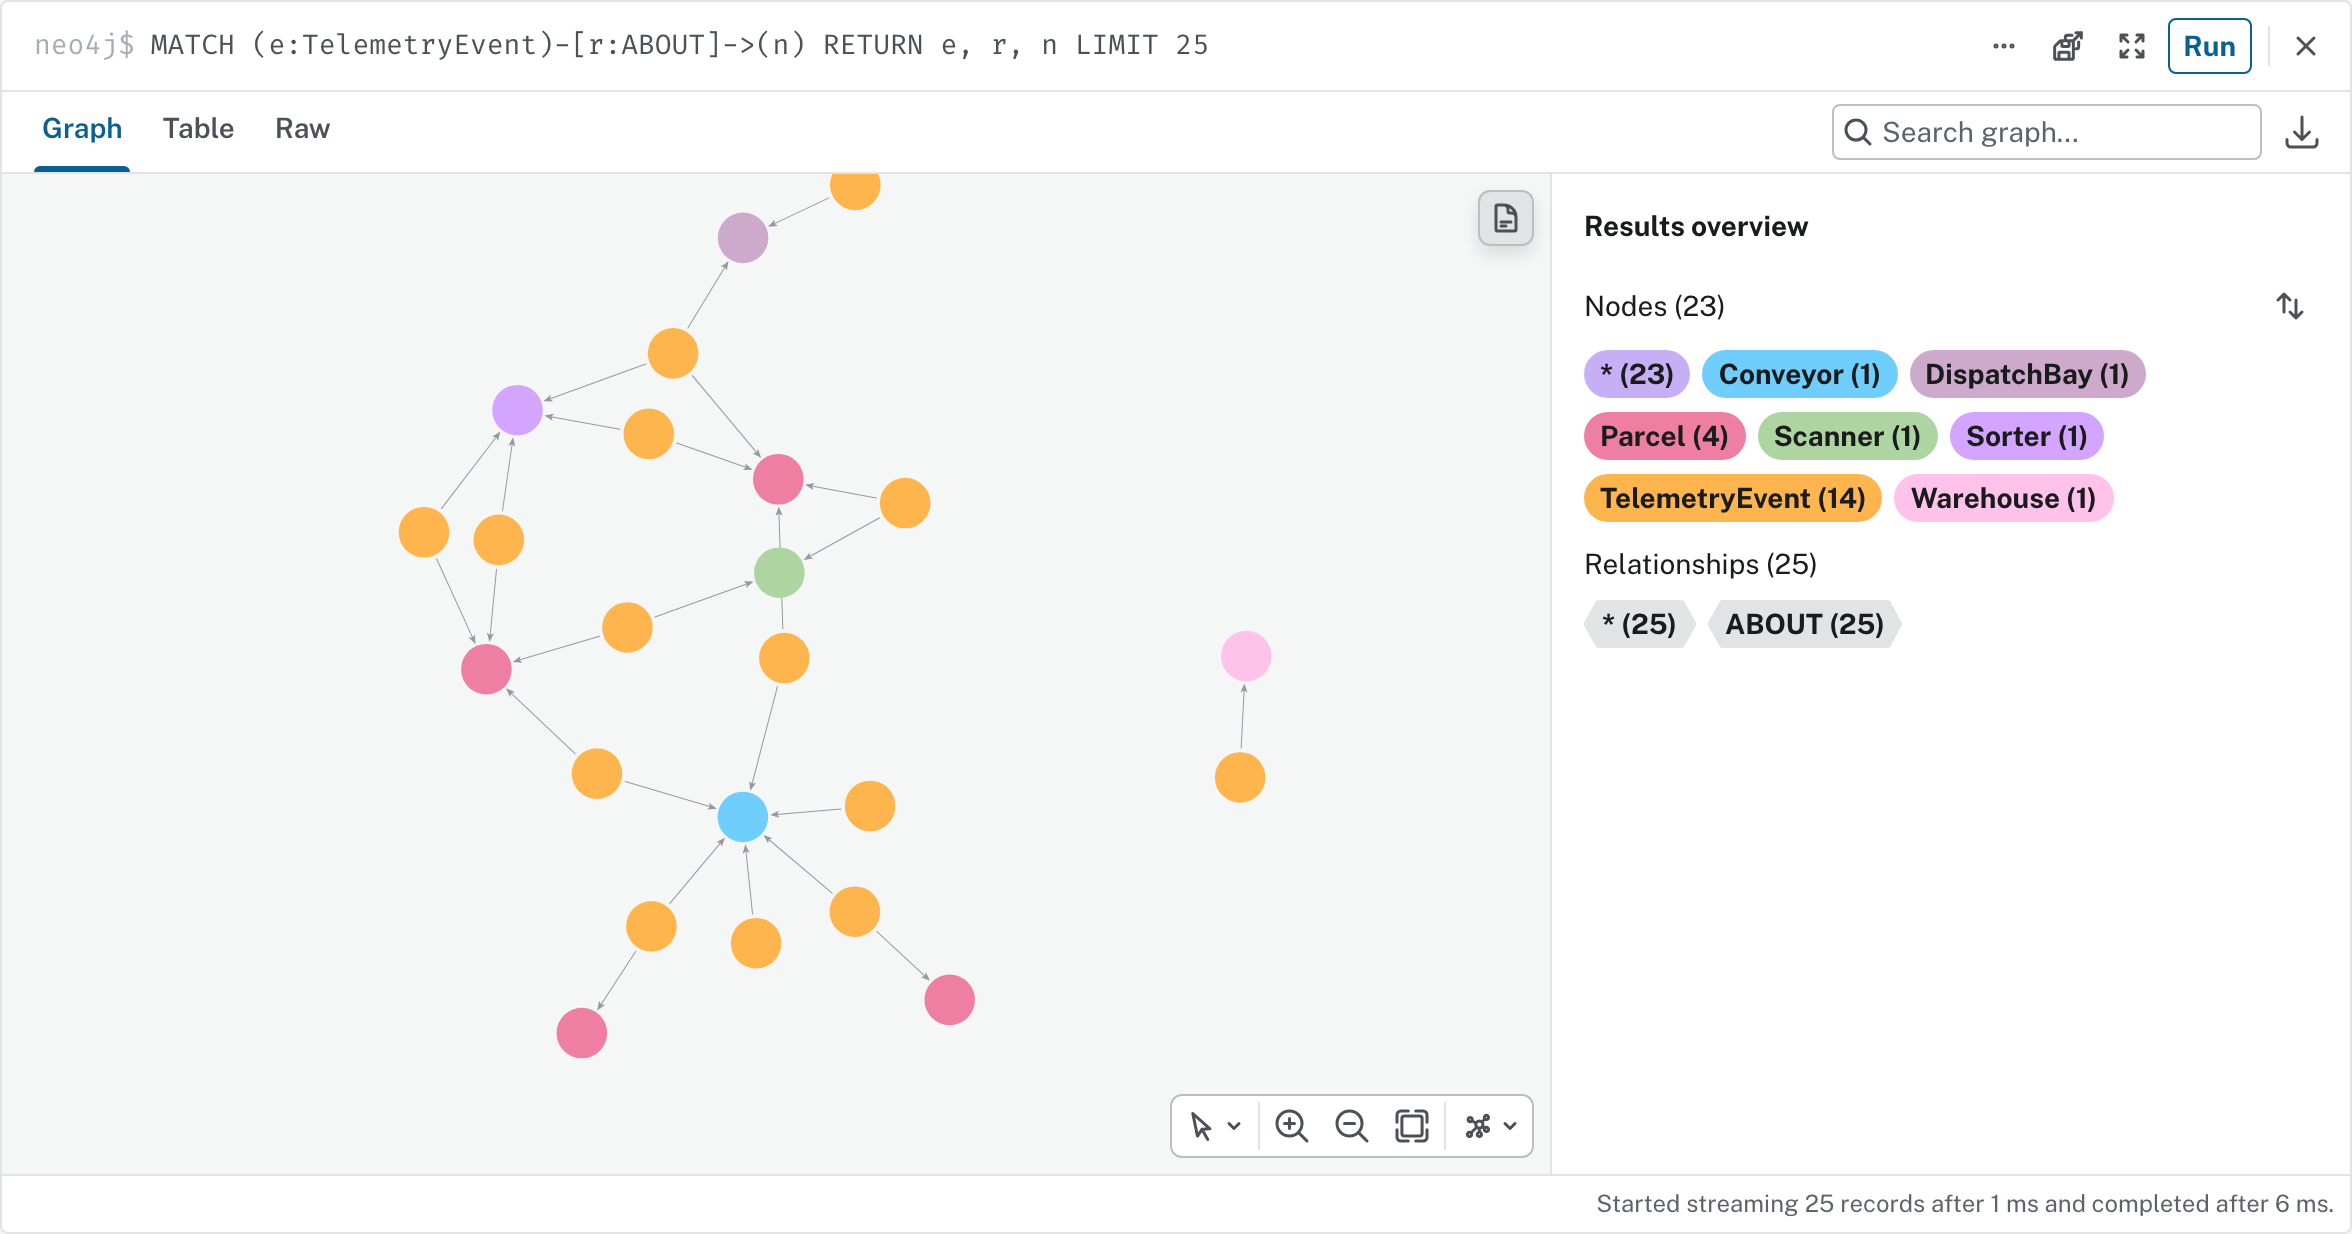 neo4j$ MATCH (e:TelemetryEvent)-[r:ABOUT]->(n) RETURN e, r, n LIMIT 25
Run
Graph Table Raw
Search graph...
Results overview
Nodes (23)
* (23) Conveyor (1) DispatchBay (1)
Parcel (4) Scanner (1) Sorter (1)
TelemetryEvent (14) Warehouse (1)
Relationships (25)
* (25) ABOUT (25)
Started streaming 25 records after 1 ms and completed after 6 ms.